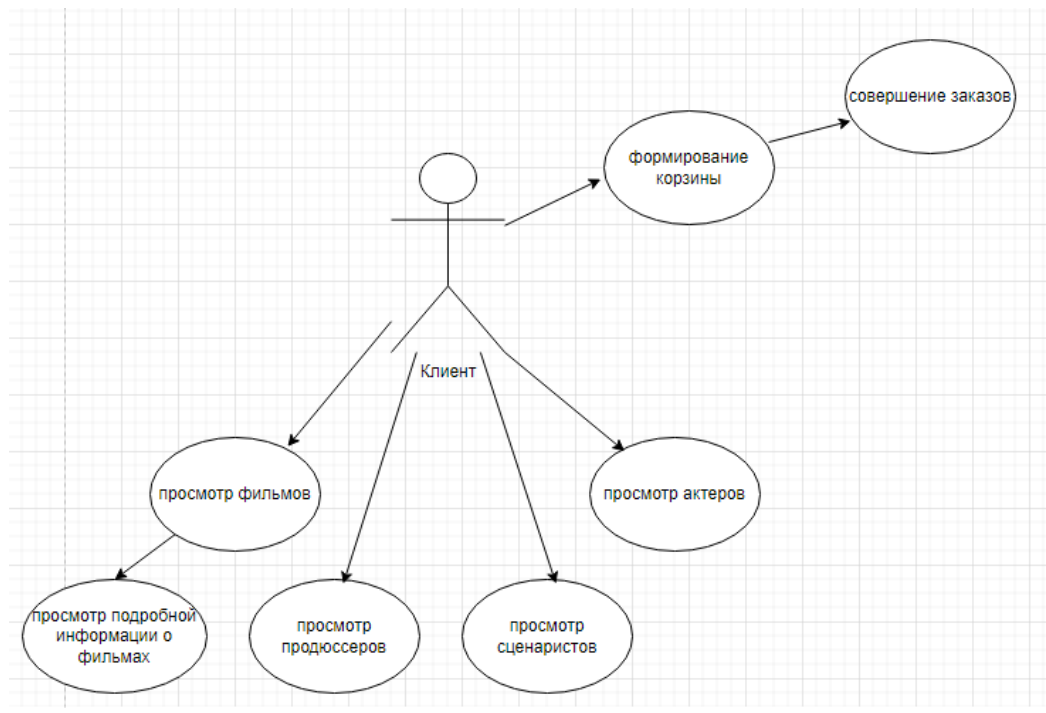 совершение заказов
формирование
корзины
Клиент
просмотр фильмов
просмотр актеров
просмотр подробной
информации о
фильмах
просмотр
продюссеров
просмотр
сценаристов